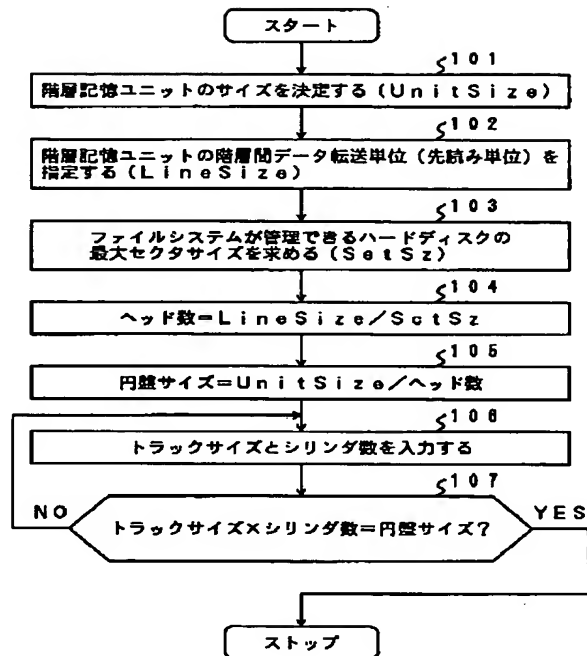 スタート
101
階層記憶ユニットのサイズを決定する(UnitSize)
102
階層記憶ユニットの階層間データ転送単位(先読み単位)を
指定する(LineSize)
103
ファイルシステムが管理できるハードディスクの
最大セクタサイズを求める(SctSz)
104
ヘッド数=LineSize/SctSz
105
円盤サイズ=UnitSize/ヘッド数
106
トラックサイズとシリンダ数を入力する
107
NO
トラックサイズ×シリンダ数=円盤サイズ?
YES
ストップ